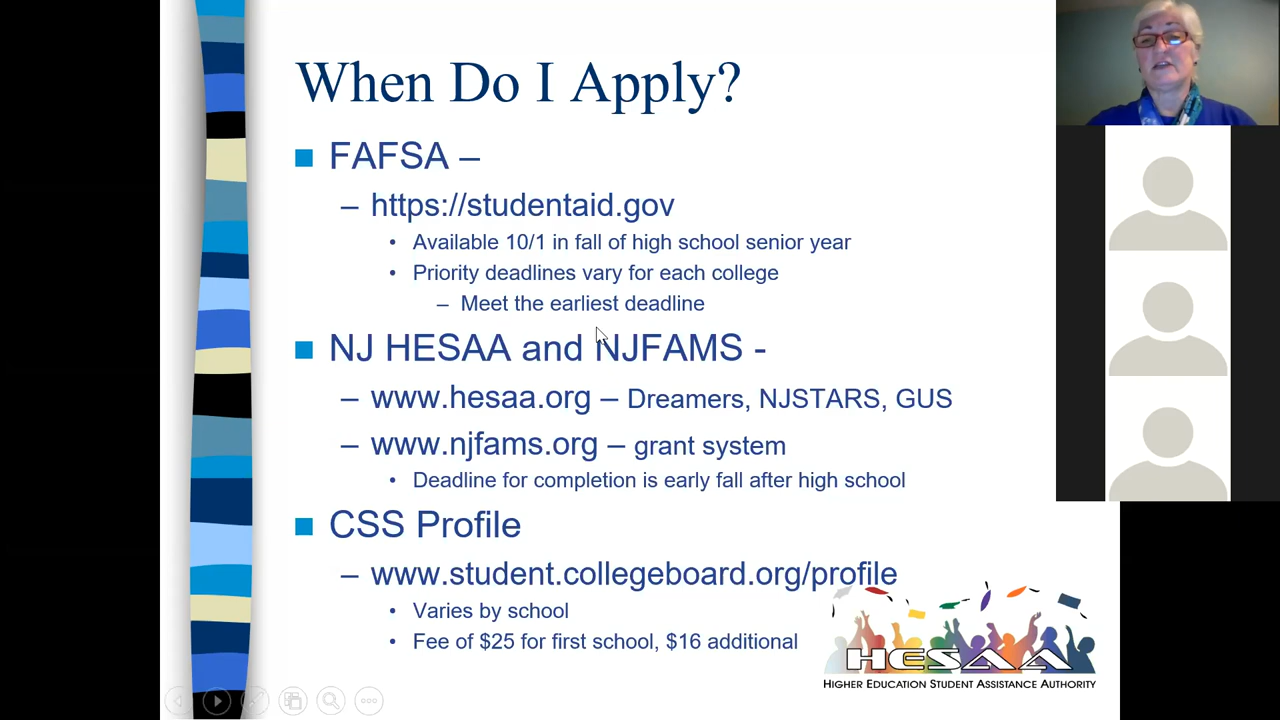 When Do I Apply?
FAFSA –
– https://studentaid.gov
• Available 10/1 in fall of high school senior year
• Priority deadlines vary for each college
– Meet the earliest deadline
NJ HESAA and NJFAMS -
– www.hesaa.org – Dreamers, NJSTARS, GUS
– www.njfams.org – grant system
• Deadline for completion is early fall after high school
CSS Profile
– www.student.collegeboard.org/profile
• Varies by school
• Fee of $25 for first school, $16 additional
HESAA
HIGHER EDUCATION STUDENT ASSISTANCE AUTHORITY